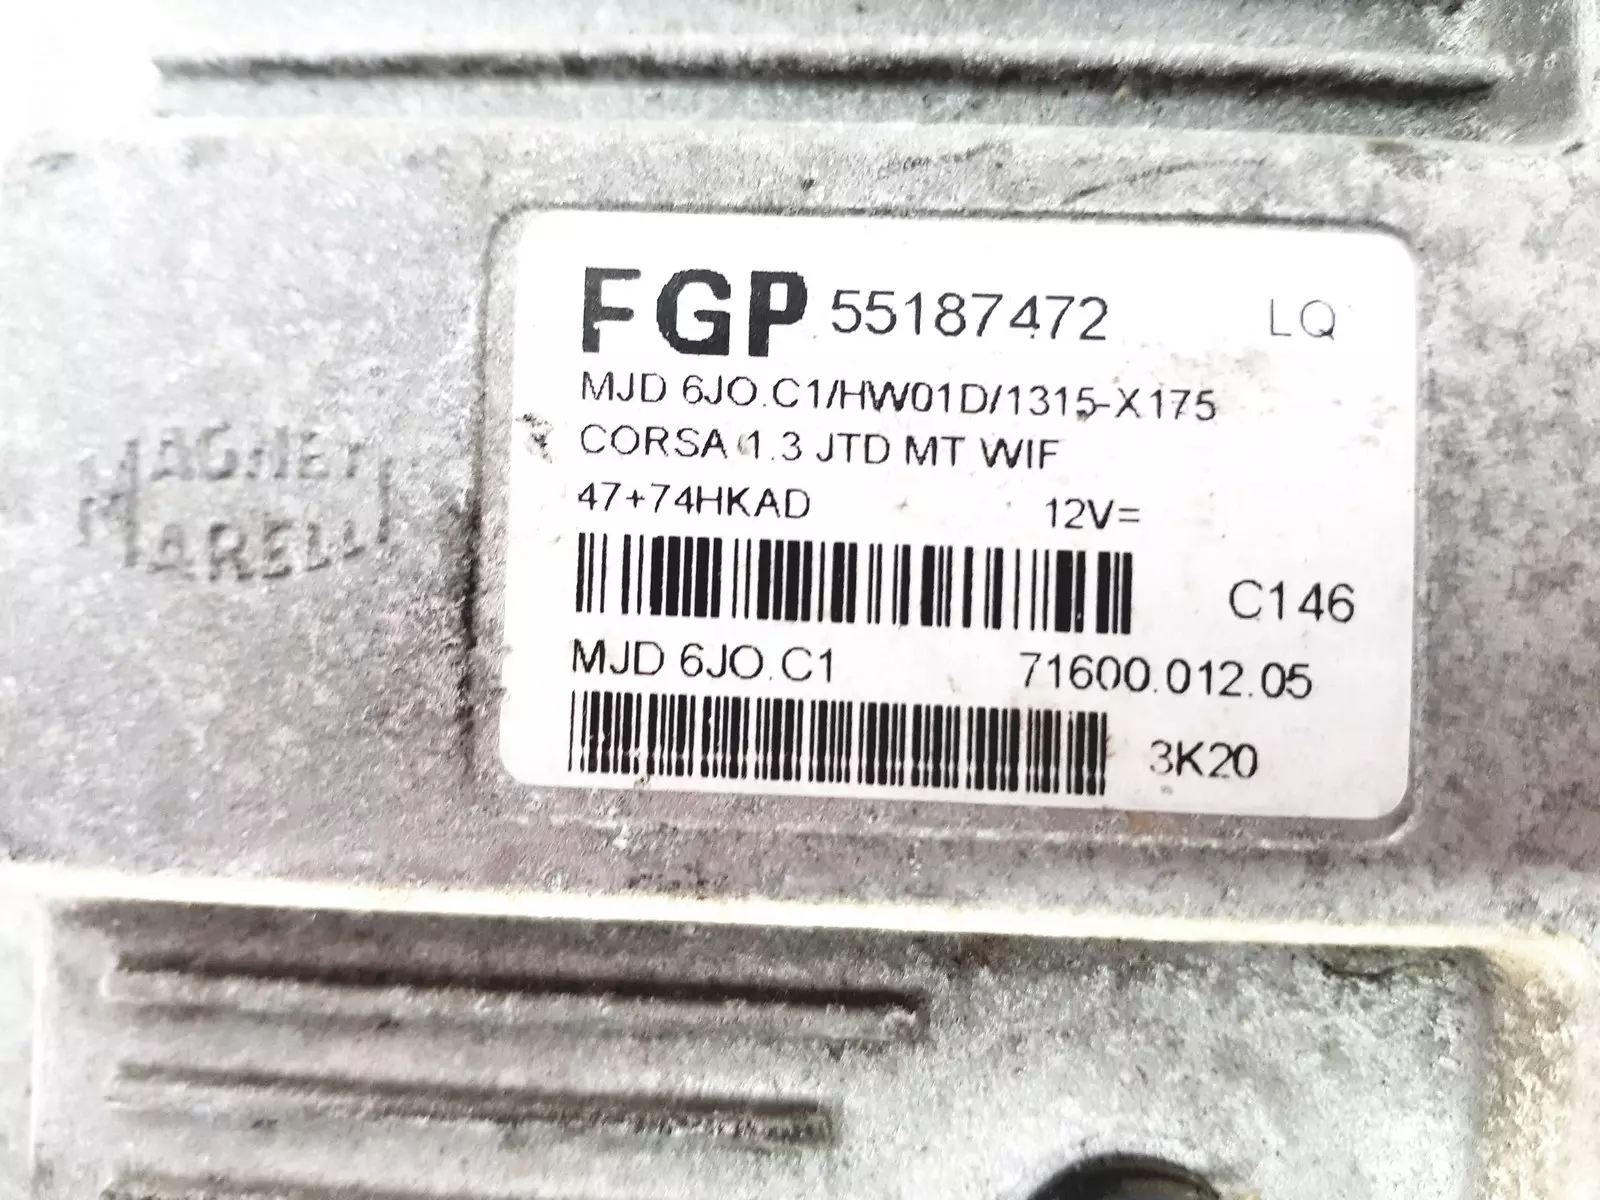 FGP 55187472 LQ
MJD 6JO.C1/HW01D/1315-X175
CORSA 1.3 JTD MT WIF
47+74HKAD 12V=
C146
MJD 6JO.C1 71600.012.05
3K20
MAGNETI
MARELLI